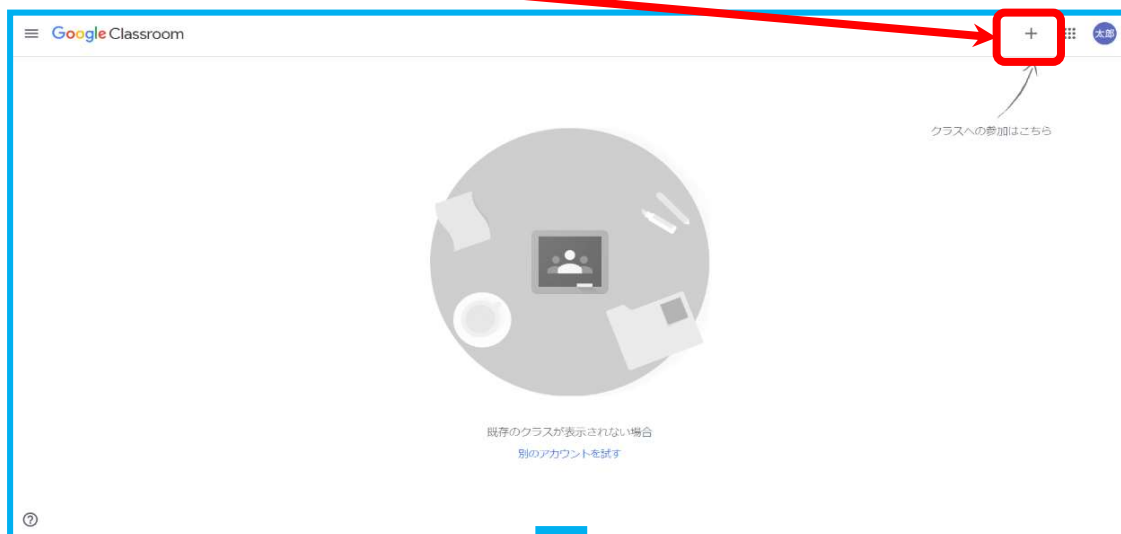 Google Classroom
太郎
クラスへの参加はこちら
既存のクラスが表示されない場合
別のアカウントを試す